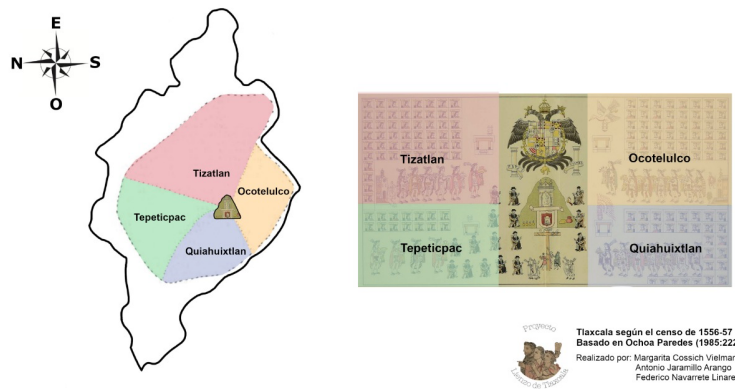 E
N
S
O
Tizatlan
Ocotelulco
Tepeticpac
Quiahuixtlan
Tizatlan
Ocotelulco
Tepeticpac
Quiahuixtlan
Proyecto
Lienzo de Tlaxcala
Tlaxcala según el censo de 1556-57
Basado en Ochoa Paredes (1985:222
Realizado por: Margarita Cossich Vielmar
Antonio Jaramillo Arango
Federico Navarrete Linare